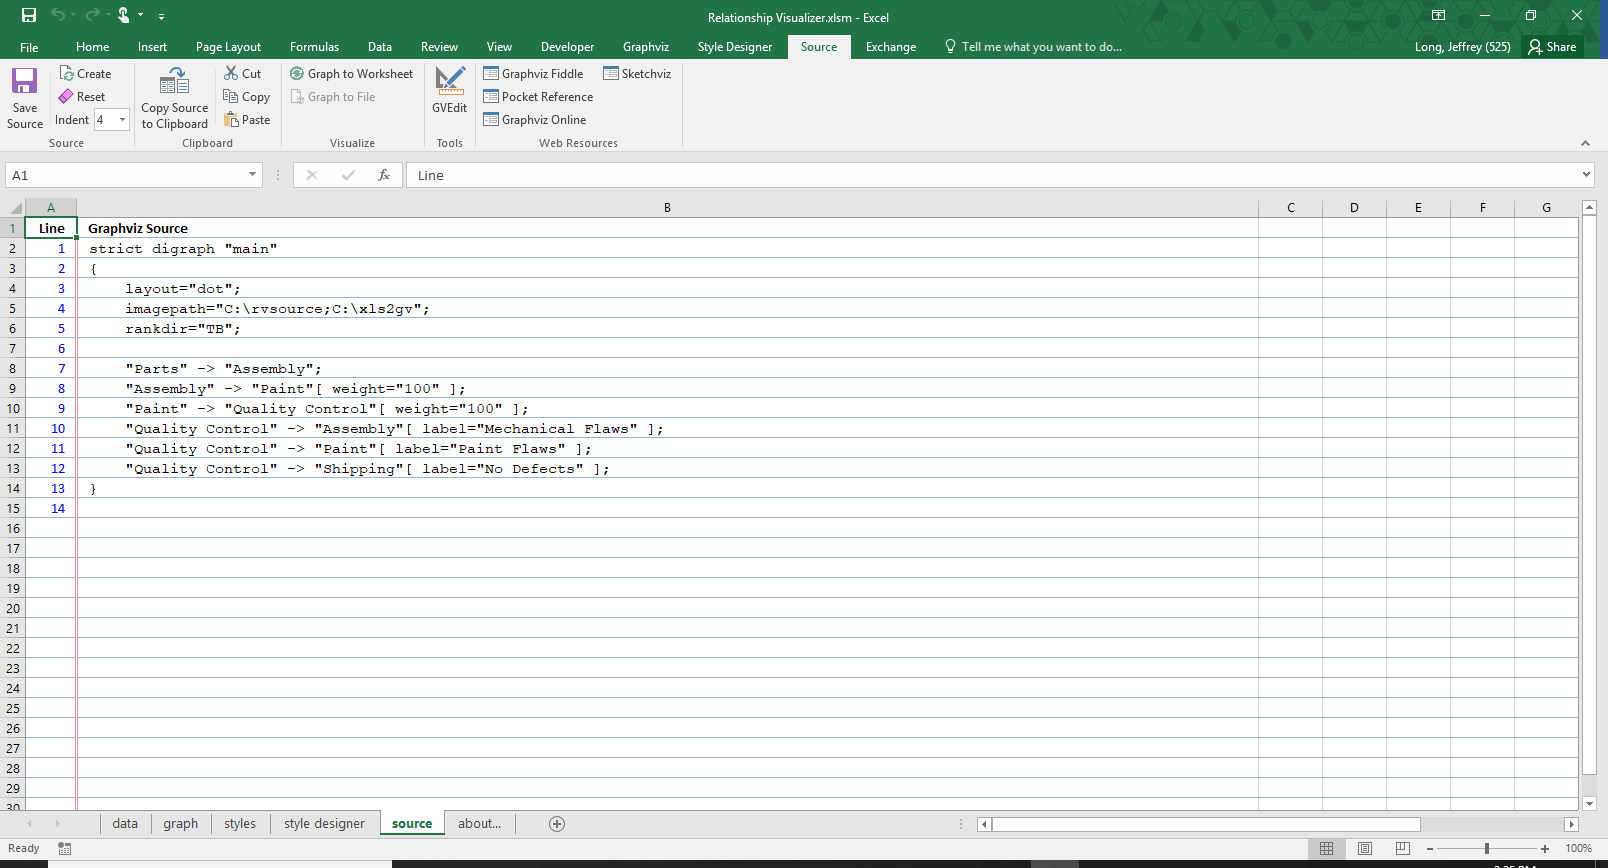 Relationship Visualizer.xlsm - Excel
File Home Insert Page Layout Formulas Data Review View Developer Graphviz Style Designer Source Exchange Tell me what you want to do... Long, Jeffrey (525) Share
Save Source
Create
Reset
Indent 4
Source
Copy Source to Clipboard
Cut
Copy
Paste
Clipboard
Graph to Worksheet
Graph to File
Visualize
GVEdit
Tools
Graphviz Fiddle
Pocket Reference
Graphviz Online
Sketchviz
Web Resources
A1 fx Line
A B C D E F G
1 Line Graphviz Source
2 1 strict digraph "main"
3 2 {
4 3 layout="dot";
5 4 imagepath="C:\rvsource;C:\xls2gv";
6 5 rankdir="TB";
7 6
8 7 "Parts" -> "Assembly";
9 8 "Assembly" -> "Paint"[ weight="100" ];
10 9 "Paint" -> "Quality Control"[ weight="100" ];
11 10 "Quality Control" -> "Assembly"[ label="Mechanical Flaws" ];
12 11 "Quality Control" -> "Paint"[ label="Paint Flaws" ];
13 12 "Quality Control" -> "Shipping"[ label="No Defects" ];
14 13 }
15 14
16
17
18
19
20
21
22
23
24
25
26
27
28
29
30
data graph styles style designer source about...
Ready 100%